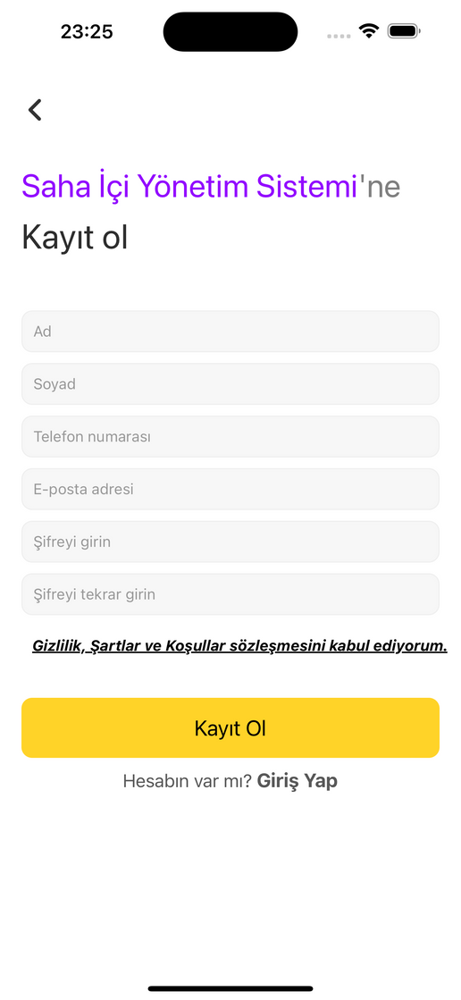 23:25
Saha İçi Yönetim Sistemi'ne
Kayıt ol
Ad
Soyad
Telefon numarası
E-posta adresi
Şifreyi girin
Şifreyi tekrar girin
Gizlilik, Şartlar ve Koşullar sözleşmesini kabul ediyorum.
Kayıt Ol
Hesabın var mı? Giriş Yap